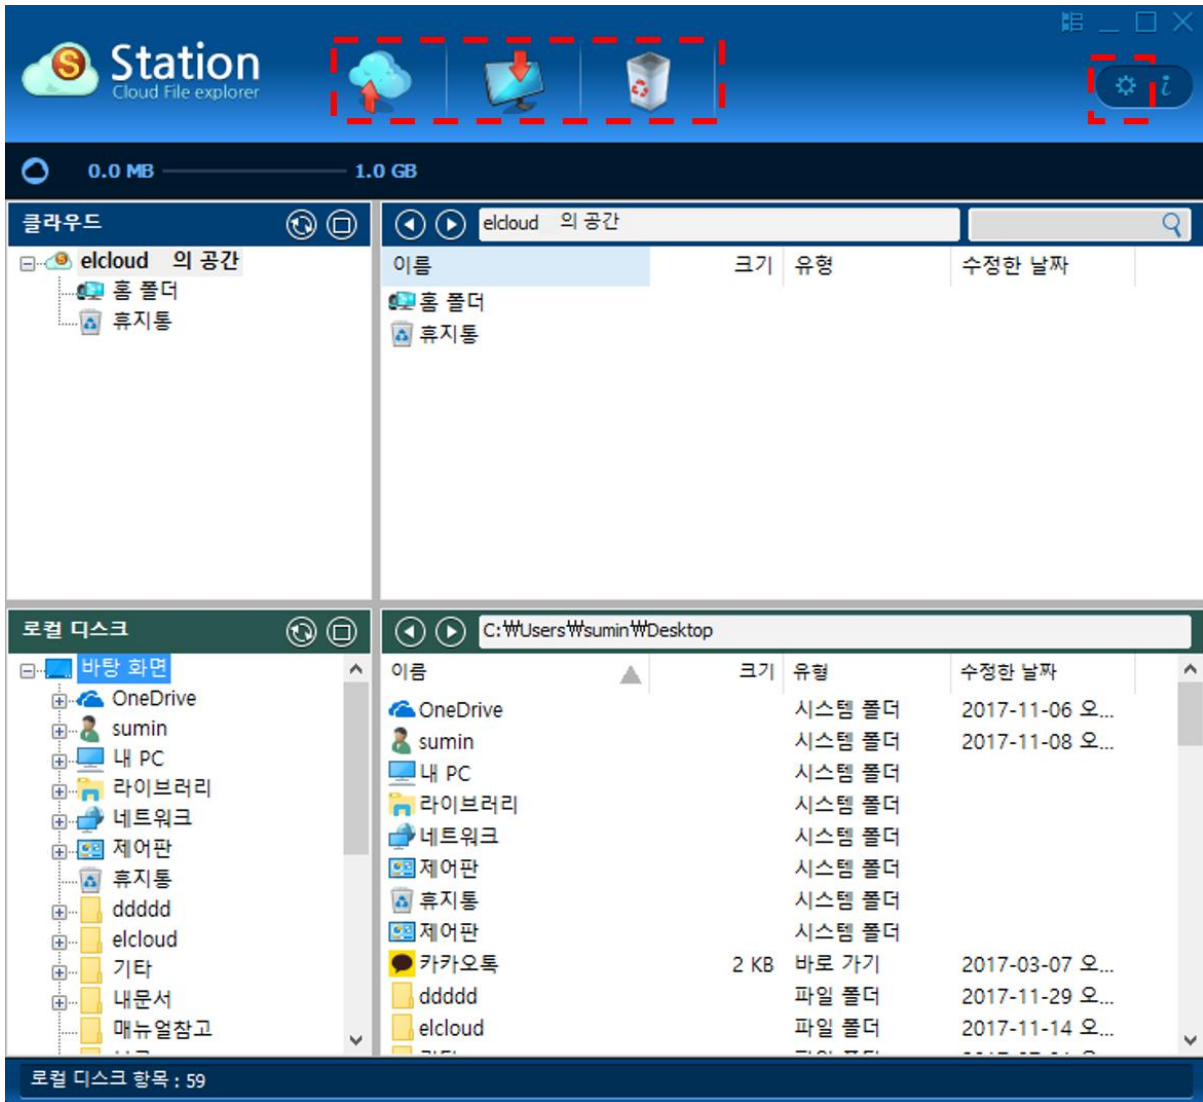 Station
Cloud File explorer
0.0 MB 1.0 GB
클라우드
elcloud 의 공간
홈 폴더
휴지통
elcloud 의 공간
이름 크기 유형 수정한 날짜
홈 폴더
휴지통
로컬 디스크
바탕 화면
OneDrive
sumin
내 PC
라이브러리
네트워크
제어판
휴지통
ddddd
elcloud
기타
내문서
매뉴얼참고
C:₩Users₩sumin₩Desktop
이름 크기 유형 수정한 날짜
OneDrive 시스템 폴더 2017-11-06 오...
sumin 시스템 폴더 2017-11-08 오...
내 PC 시스템 폴더
라이브러리 시스템 폴더
네트워크 시스템 폴더
제어판 시스템 폴더
휴지통 시스템 폴더
제어판 시스템 폴더
카카오톡 2 KB 바로 가기 2017-03-07 오...
ddddd 파일 폴더 2017-11-29 오...
elcloud 파일 폴더 2017-11-14 오...
로컬 디스크 항목 : 59